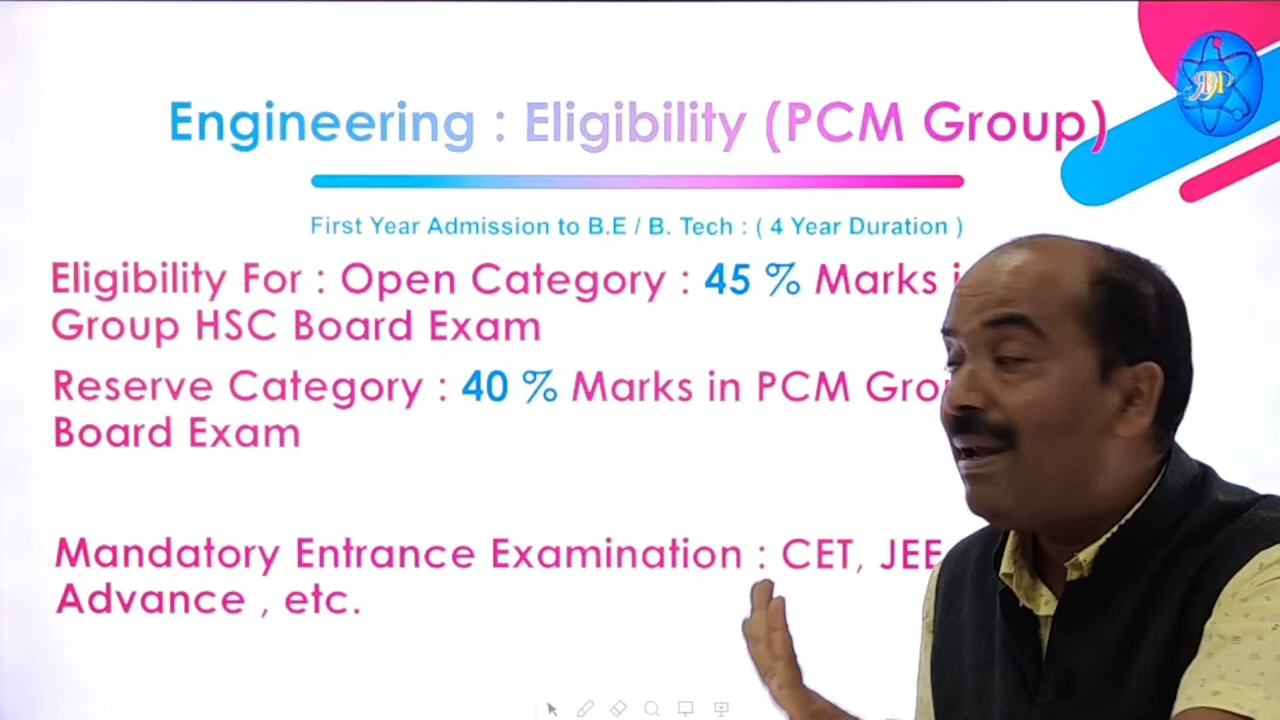 Engineering : Eligibility (PCM Group)
First Year Admission to B.E / B. Tech : ( 4 Year Duration )
Eligibility For : Open Category : 45 % Marks
Group HSC Board Exam
Reserve Category : 40 % Marks in PCM
Board Exam
Mandatory Entrance Examination : CET, JEE
Advance , etc.